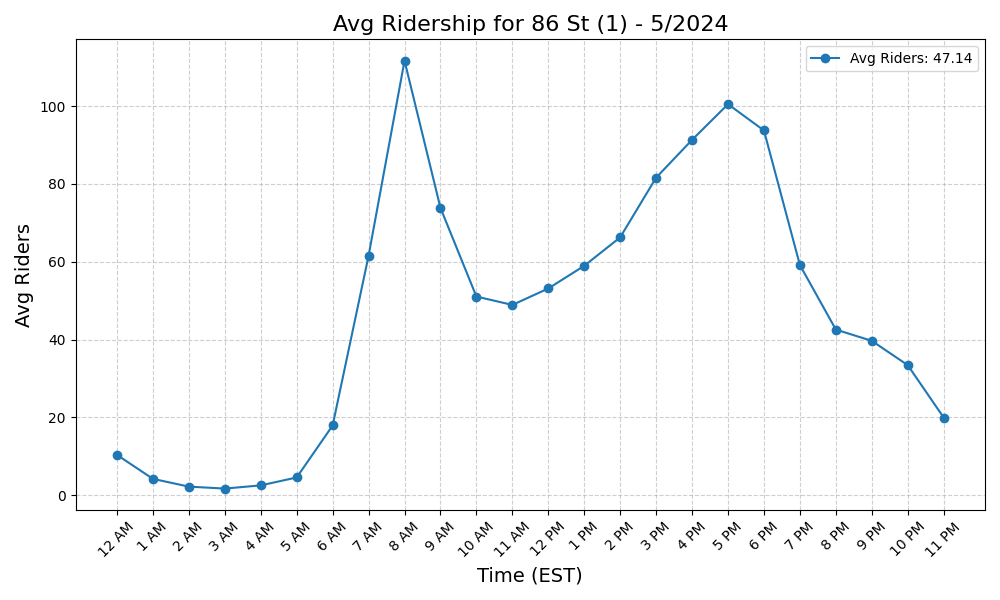 Avg Ridership for 86 St (1) - 5/2024
Avg Riders: 47.14
Avg Riders
100
80
60
40
20
0
12 AM
1 AM
2 AM
3 AM
4 AM
5 AM
6 AM
7 AM
8 AM
9 AM
10 AM
11 AM
12 PM
1 PM
2 PM
3 PM
4 PM
5 PM
6 PM
7 PM
8 PM
9 PM
10 PM
11 PM
Time (EST)